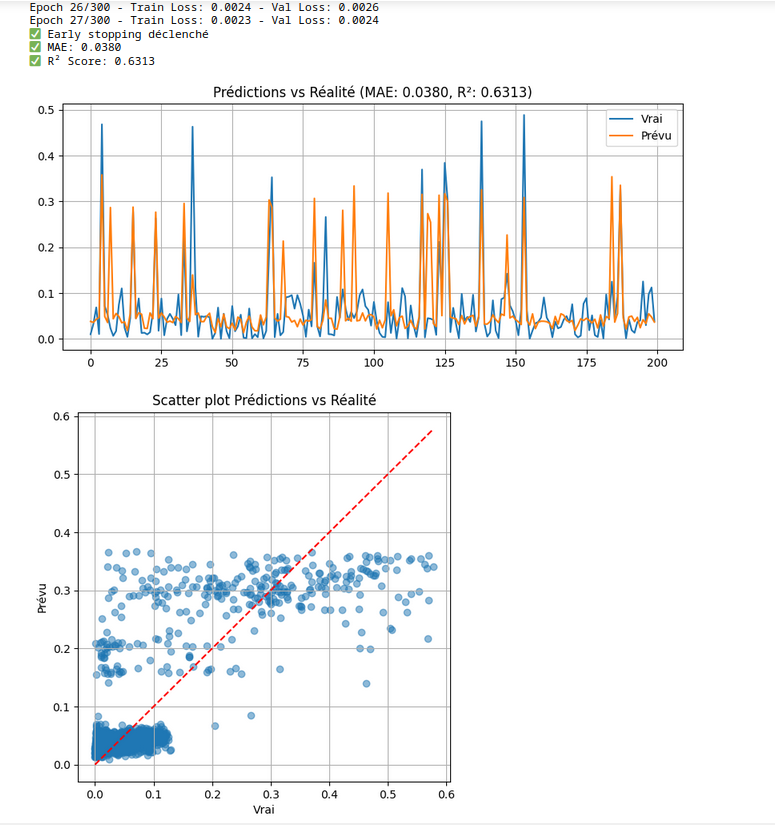 Epoch 26/300 - Train Loss: 0.0024 - Val Loss: 0.0026
Epoch 27/300 - Train Loss: 0.0023 - Val Loss: 0.0024
✅ Early stopping déclenché
✅ MAE: 0.0380
✅ R² Score: 0.6313
Prédictions vs Réalité (MAE: 0.0380, R²: 0.6313)
0.5
0.4
0.3
0.2
0.1
0.0
Vrai
Prévu
0 25 50 75 100 125 150 175 200
Scatter plot Prédictions vs Réalité
0.6
0.5
0.4
0.3
0.2
0.1
0.0
Prévu
0.0 0.1 0.2 0.3 0.4 0.5 0.6
Vrai